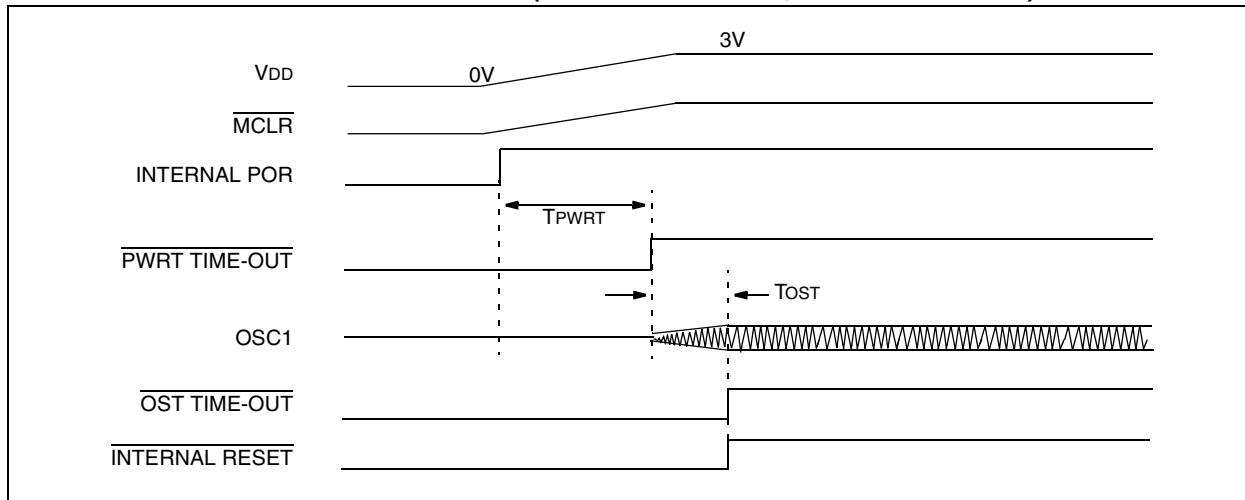 3V
VDD
0V
MCLR
INTERNAL POR
TPWRT
PWRT TIME-OUT
TOST
OSC1
OST TIME-OUT
INTERNAL RESET